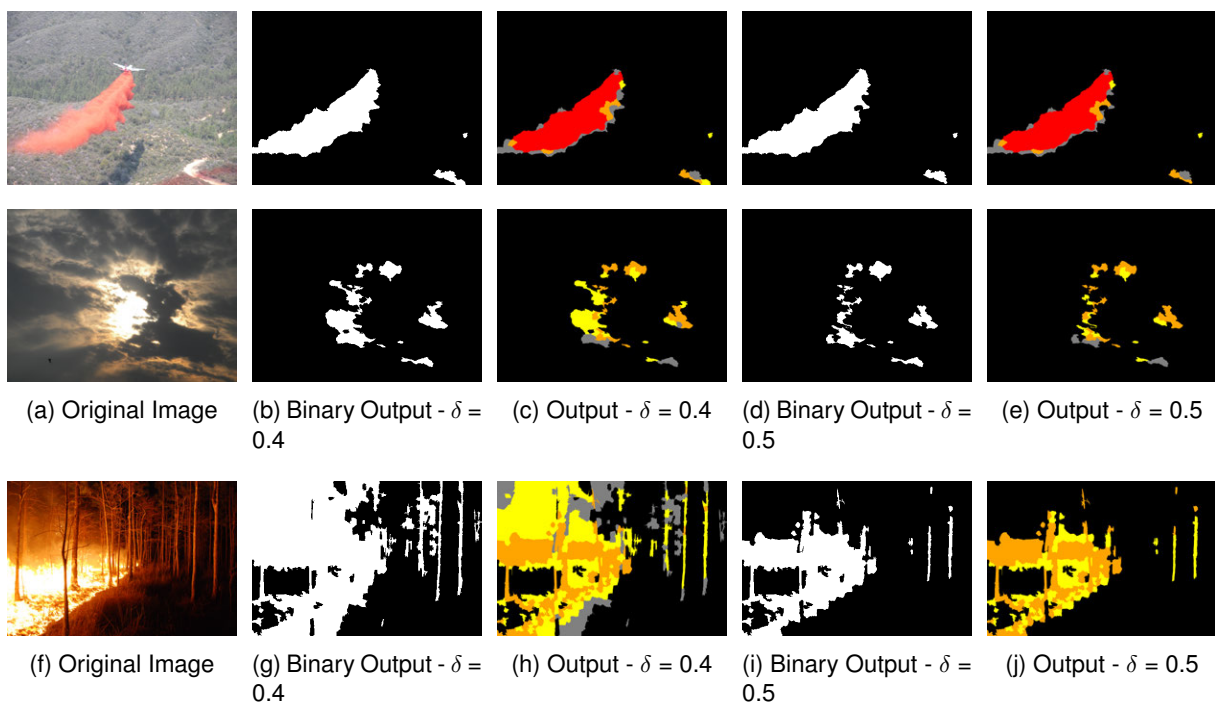 (a) Original Image
(b) Binary Output - δ =
0.4
(c) Output - δ = 0.4
(d) Binary Output - δ =
0.5
(e) Output - δ = 0.5
(f) Original Image
(g) Binary Output - δ =
0.4
(h) Output - δ = 0.4
(i) Binary Output - δ =
0.5
(j) Output - δ = 0.5